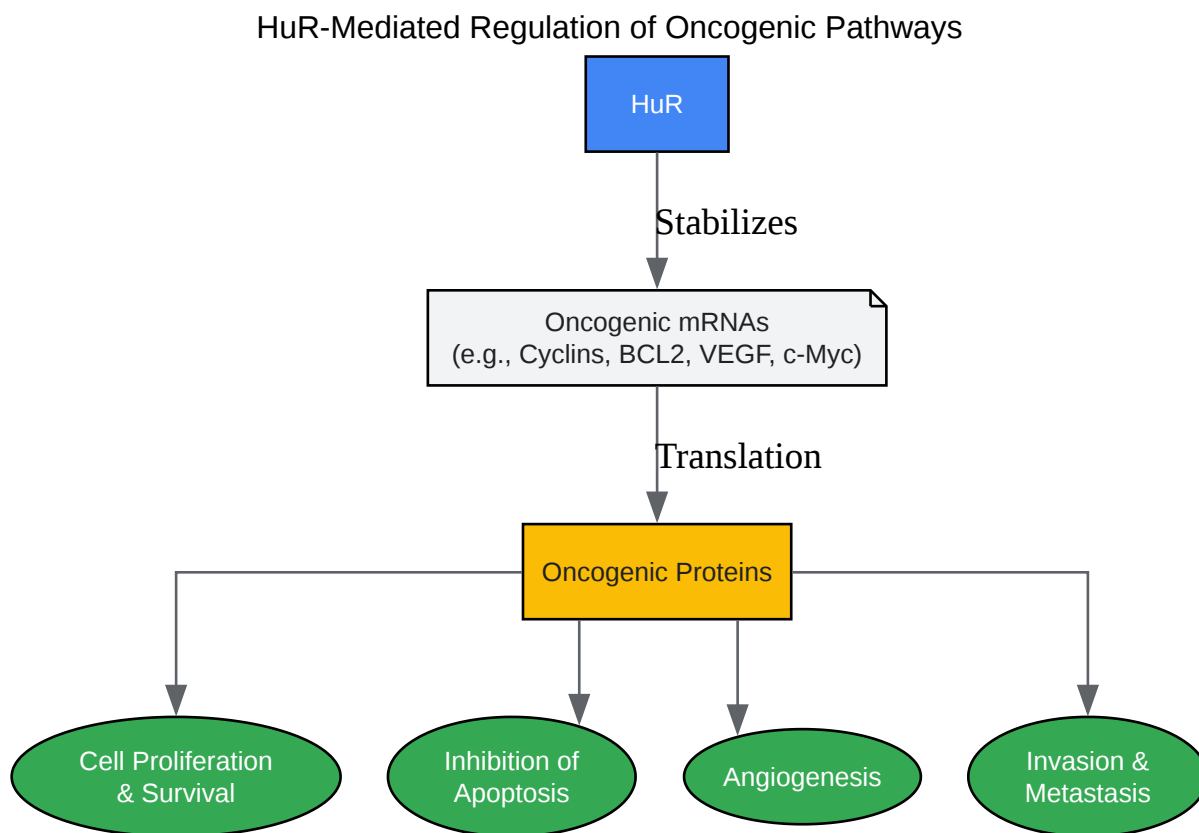 HuR-Mediated Regulation of Oncogenic Pathways
HuR
Stabilizes
Oncogenic mRNAs
(e.g., Cyclins, BCL2, VEGF, c-Myc)
Translation
Oncogenic Proteins
Cell Proliferation
& Survival
Inhibition of
Apoptosis
Angiogenesis
Invasion &
Metastasis